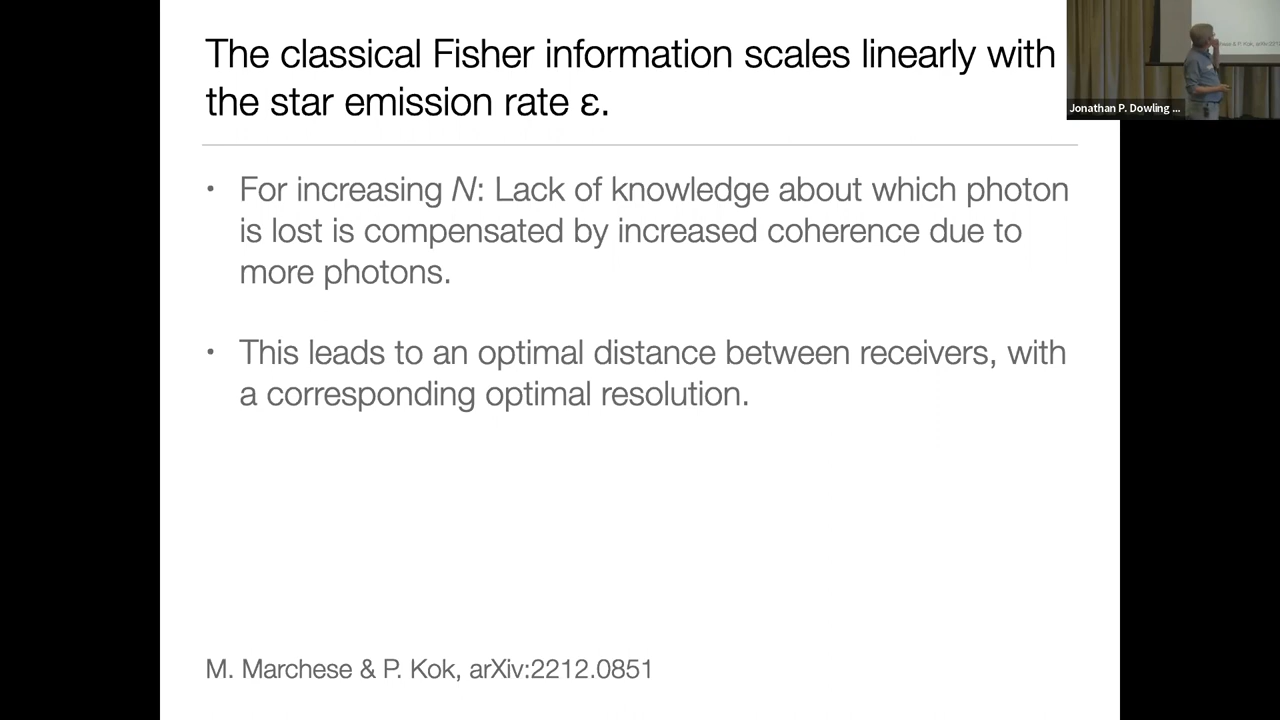 The classical Fisher information scales linearly with
the star emission rate ε.
Jonathan P. Dowling ...
• For increasing N: Lack of knowledge about which photon
is lost is compensated by increased coherence due to
more photons.
• This leads to an optimal distance between receivers, with
a corresponding optimal resolution.
M. Marchese & P. Kok, arXiv:2212.0851